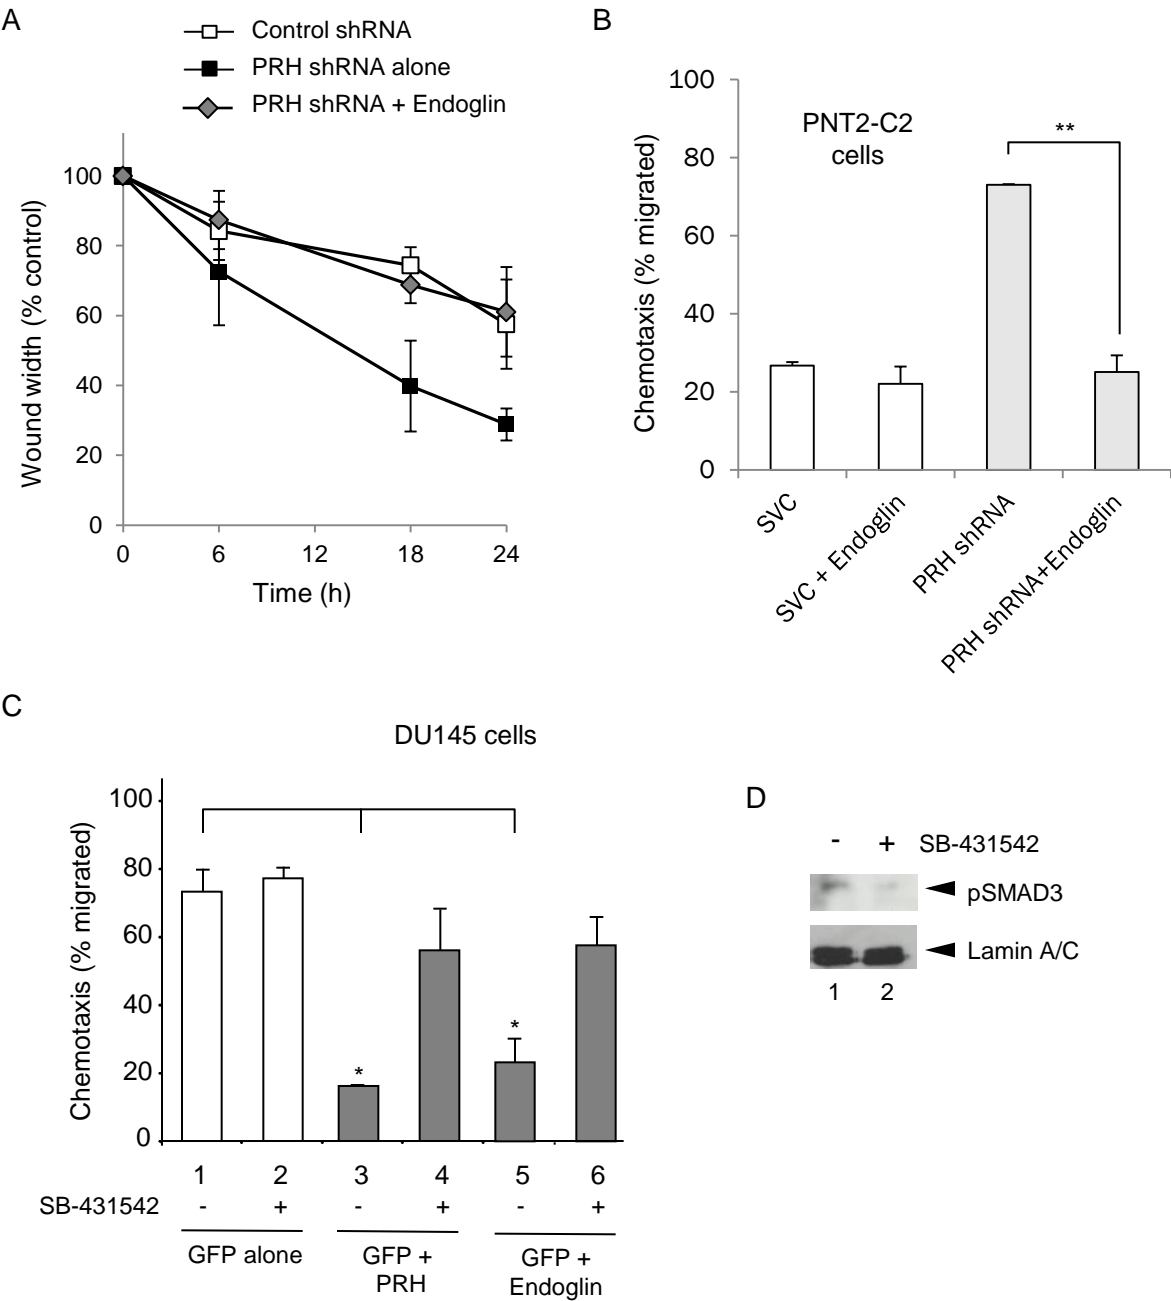 A
Control shRNA
PRH shRNA alone
PRH shRNA + Endoglin
Wound width (% control)
100
80
60
40
20
0
0 6 12 18 24
Time (h)
B
PNT2-C2
cells
**
Chemotaxis (% migrated)
100
80
60
40
20
0
SVC
SVC + Endoglin
PRH shRNA
PRH shRNA+Endoglin
C
DU145 cells
Chemotaxis (% migrated)
100
80
60
40
20
0
*
*
1 2 3 4 5 6
SB-431542 - + - + - +
GFP alone
GFP +
PRH
GFP +
Endoglin
D
- + SB-431542
pSMAD3
Lamin A/C
1 2